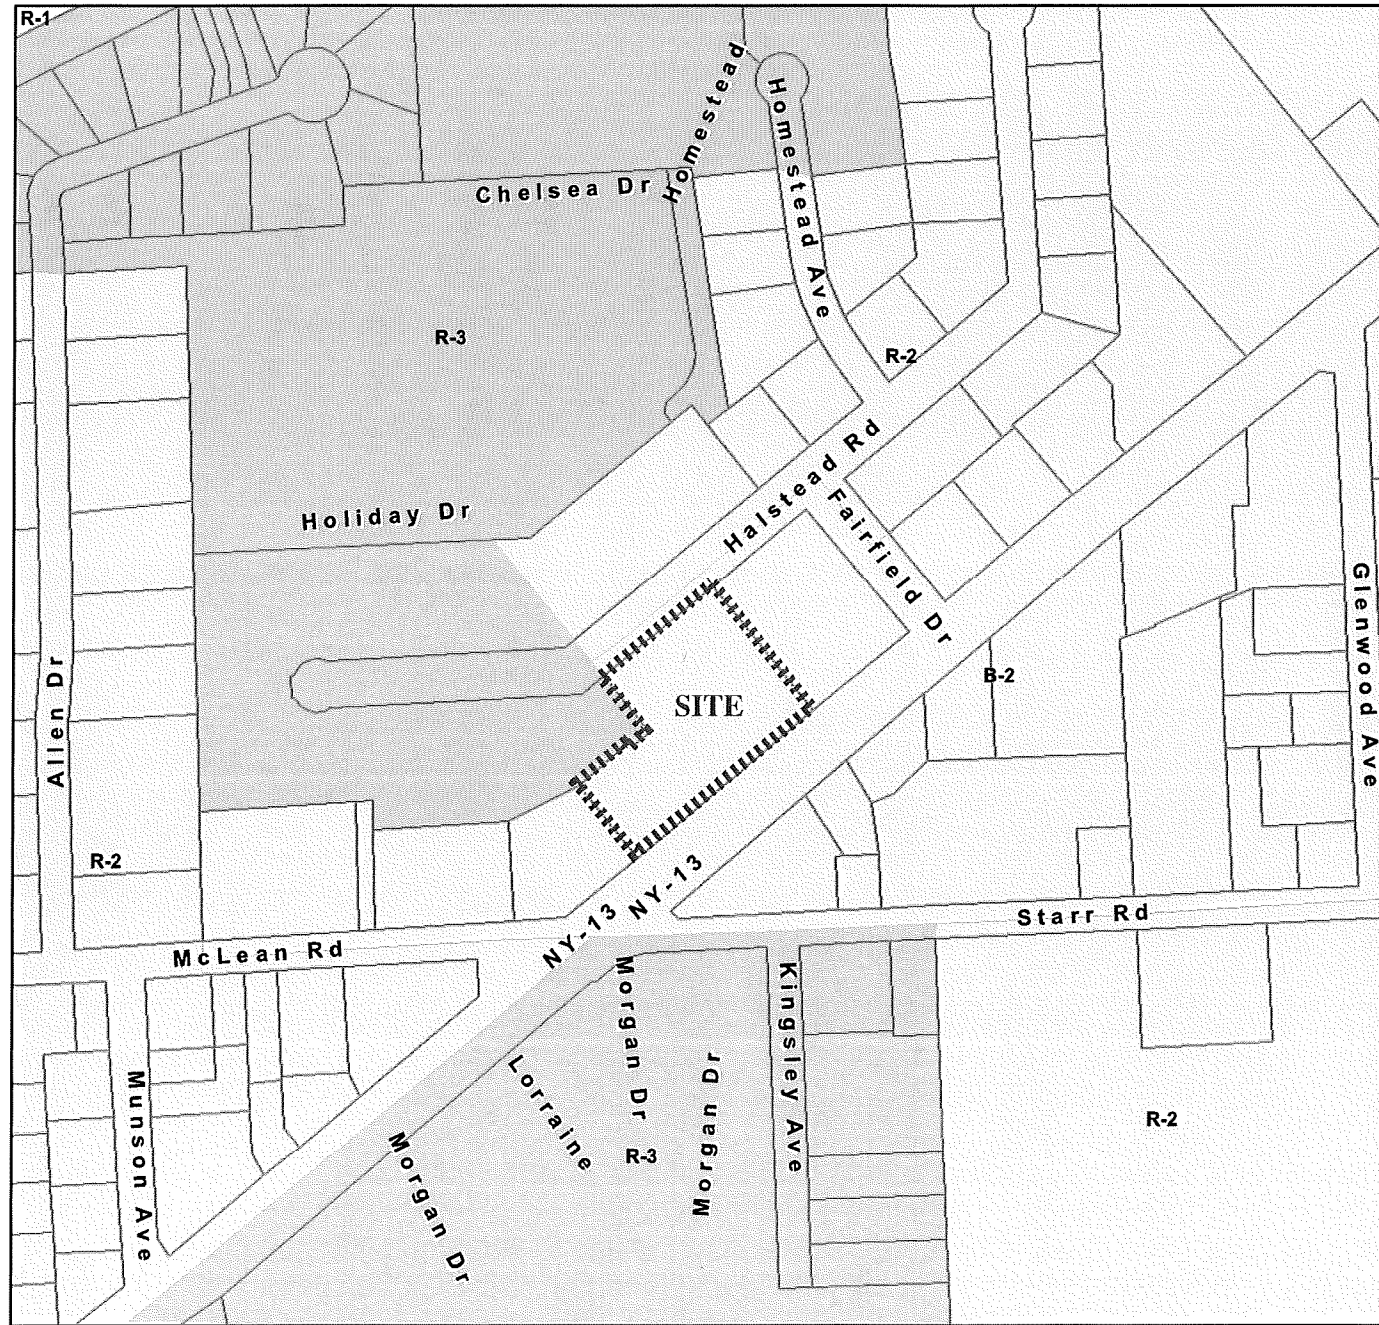 R-1
Homestead
Homestead Ave
Chelsea Dr
R-3
R-2
Halstead Rd
Fairfield Dr
Holiday Dr
Allen Dr
Glenwood Ave
B-2
SITE
R-2
NY-13
NY-13
Starr Rd
McLean Rd
Morgan Dr
Kingsley Ave
Lorraine
Morgan Dr
Munson Ave
R-2
R-3
Morgan Dr